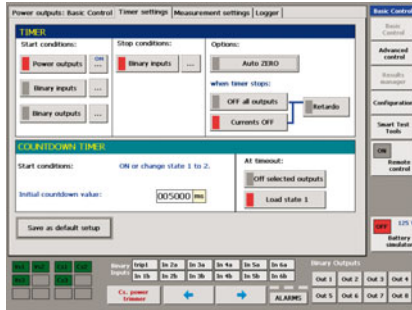 Power outputs: Basic Control Timer settings Measurement settings Logger
Basic Control
TIMER
Start conditions: Stop conditions: Options:
Power outputs ON ... Binary inputs ... Auto ZERO
Binary inputs ... when timer stops:
OFF all outputs Retardo
Binary outputs ... Currents OFF
COUNTDOWN TIMER
Start conditions: ON or change state 1 to 2. At timeout:
Off selected outputs
Initial countdown value: 005000 ms Load state 1
Save as default setup
Basic Control
Advanced control
Results manager
Configuration
Smart Test Tools
ON
Remote control
OFF 125
Battery simulator
Binary Inputs trip1 In 2a In 3a In 4a In 5a In 6a
In 1b In 2b In 3b In 4b In 5b In 6b
Cx. power trimmer ALARMS
Binary Outputs
Out 1 Out 2 Out 3 Out 4
Out 5 Out 6 Out 7 Out 8